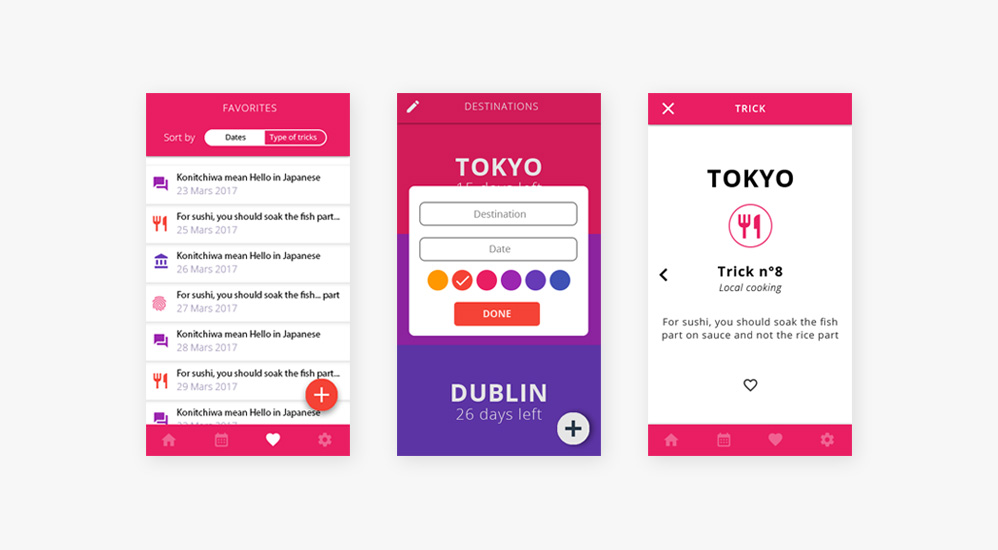 FAVORITES
Sort by
Dates
Type of tricks
Konitchiwa mean Hello in Japanese
23 Mars 2017
For sushi, you should soak the fish part...
25 Mars 2017
Konitchiwa mean Hello in Japanese
26 Mars 2017
For sushi, you should soak the fish... part
27 Mars 2017
Konitchiwa mean Hello in Japanese
28 Mars 2017
For sushi, you should soak the fish part...
29 Mars 2017
Konitchiwa mean Hello in Japanese
DESTINATIONS
TOKYO
15 days left
Destination
Date
DONE
DUBLIN
26 days left
TRICK
TOKYO
Trick n°8
Local cooking
For sushi, you should soak the fish
part on sauce and not the rice part